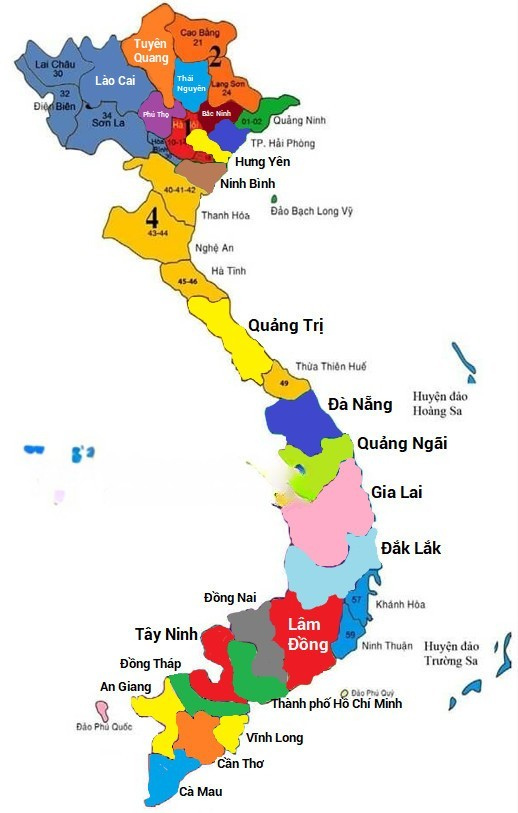 Cao Bằng
21
Tuyên
Quang
2
Lai Châu
30
Lào Cai
Thái
Nguyên
Lạng Sơn
24
32
Điện Biên
34
Sơn La
Phú Thọ
Bắc Ninh
01-02
Quảng Ninh
1
10-14
TP. Hải Phòng
Hưng Yên
Ninh Bình
40-41-42
Thanh Hóa
Đảo Bạch Long Vỹ
4
43-44
Nghệ An
Hà Tĩnh
45-46
Quảng Trị
Thừa Thiên Huế
49
Huyện đảo
Hoàng Sa
Đà Nẵng
Quảng Ngãi
Gia Lai
Đắk Lắk
Đồng Nai
57
Khánh Hòa
Lâm
Đồng
Tây Ninh
59
Ninh Thuận
Huyện đảo
Trường Sa
Đồng Tháp
An Giang
Đảo Phú Quý
Thành phố Hồ Chí Minh
Đảo Phú Quốc
Vĩnh Long
Cần Thơ
Cà Mau